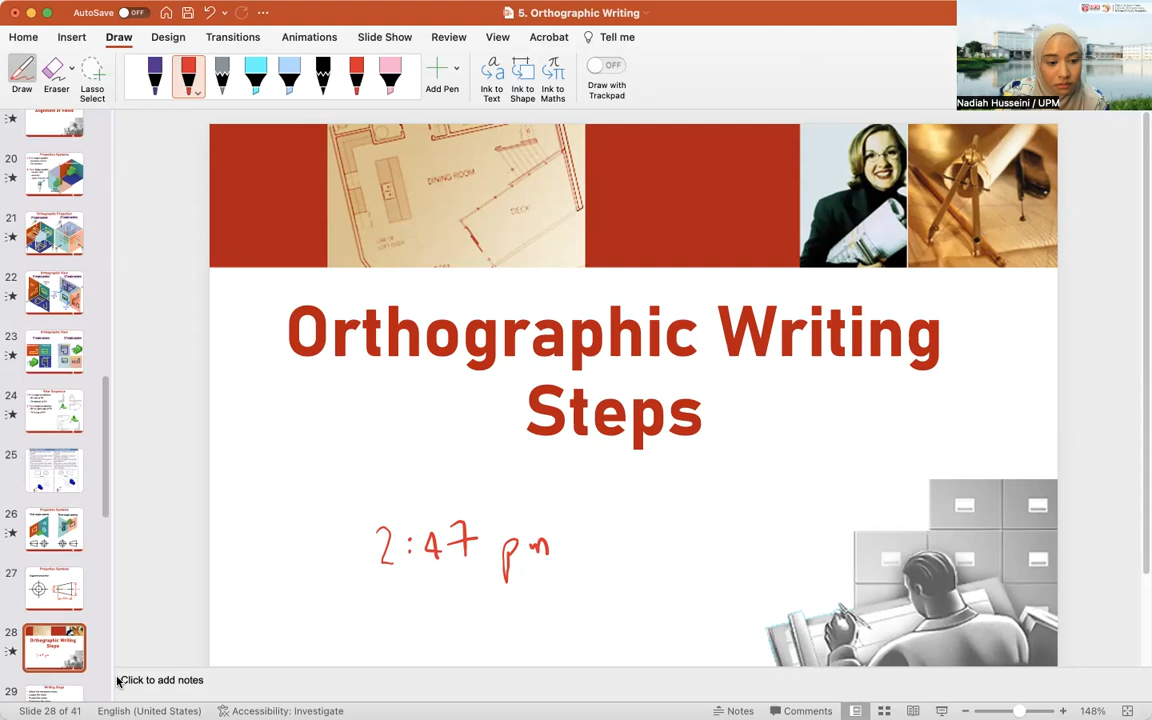 AutoSave OFF
5. Orthographic Writing
Home Insert Draw Design Transitions Animations Slide Show Review View Acrobat Tell me
Draw
Eraser
Lasso
Select
Add Pen
Ink to
Text
Ink to
Shape
Ink to
Maths
OFF
Draw with
Trackpad
Nadiah Husseini / UPM
20
21
22
23
24
25
26
27
28
29
DINING ROOM
DECK
Orthographic Writing
Steps
2:47 pm
Click to add notes
Slide 28 of 41 English (United States) Accessibility: Investigate Notes Comments 148%